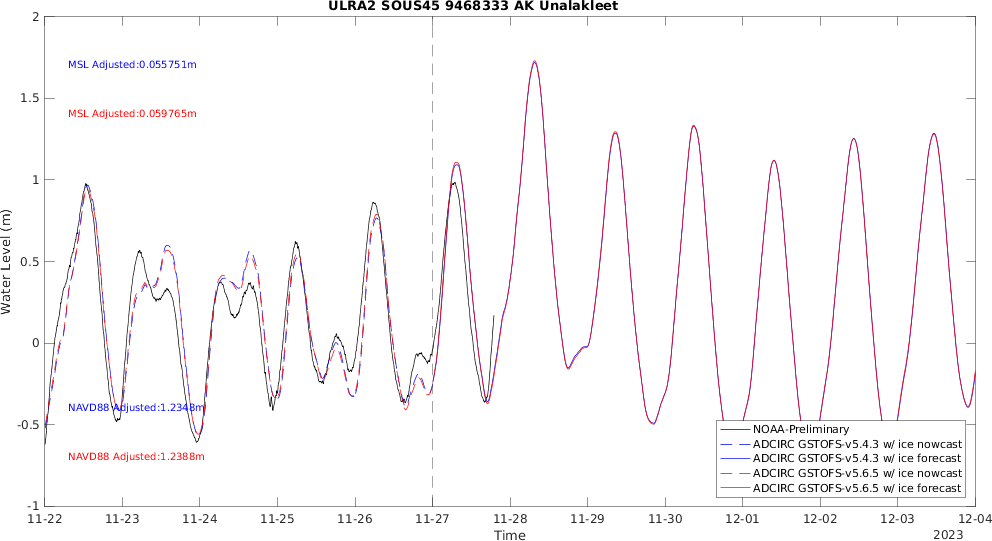 ULRA2 SOUS45 9468333 AK Unalakleet
MSL Adjusted:0.055751m
MSL Adjusted:0.059765m
NAVD88 Adjusted:1.2348m
NAVD88 Adjusted:1.2388m
Water Level (m)
2
1.5
1
0.5
0
-0.5
-1
NOAA-Preliminary
ADCIRC GSTOFS-v5.4.3 w/ ice nowcast
ADCIRC GSTOFS-v5.4.3 w/ ice forecast
ADCIRC GSTOFS-v5.6.5 w/ ice nowcast
ADCIRC GSTOFS-v5.6.5 w/ ice forecast
11-22 11-23 11-24 11-25 11-26 11-27 11-28 11-29 11-30 12-01 12-02 12-03 12-04
Time
2023